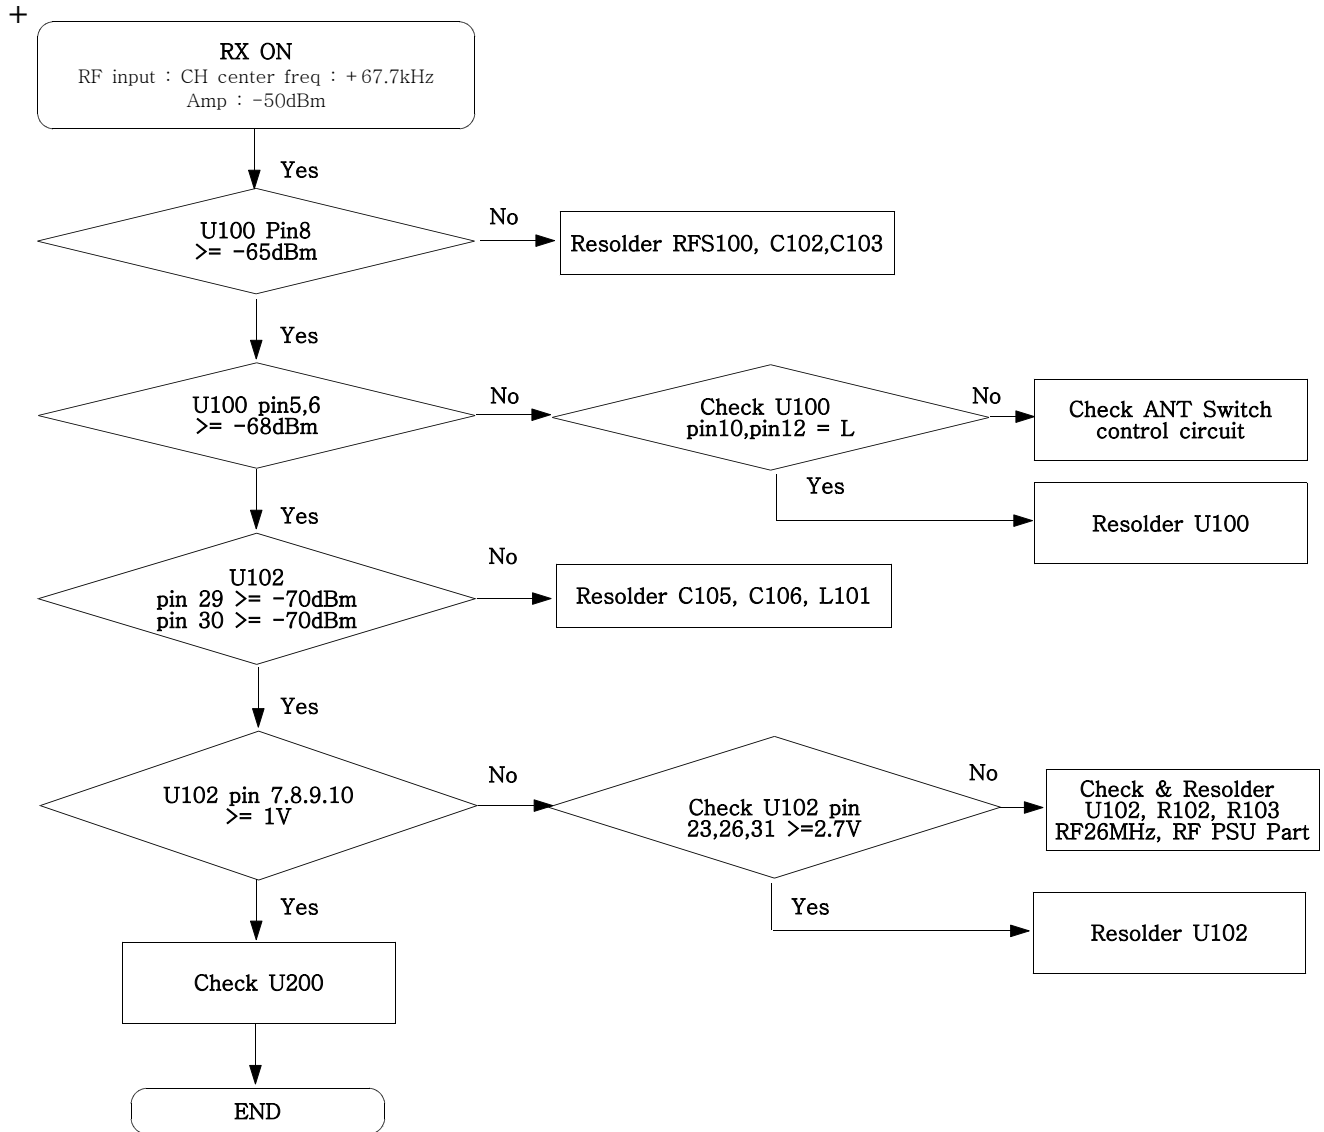 +
RX ON
RF input : CH center freq : +67.7kHz
Amp : -50dBm
Yes
U100 Pin8
>= -65dBm
No
Resolder RFS100, C102,C103
Yes
U100 pin5,6
>= -68dBm
No
Check U100
pin10,pin12 = L
No
Check ANT Switch
control circuit
Yes
Resolder U100
Yes
U102
pin 29 >= -70dBm
pin 30 >= -70dBm
No
Resolder C105, C106, L101
Yes
U102 pin 7.8.9.10
>= 1V
No
Check U102 pin
23,26,31 >=2.7V
No
Check & Resolder
U102, R102, R103
RF26MHz, RF PSU Part
Yes
Resolder U102
Yes
Check U200
END